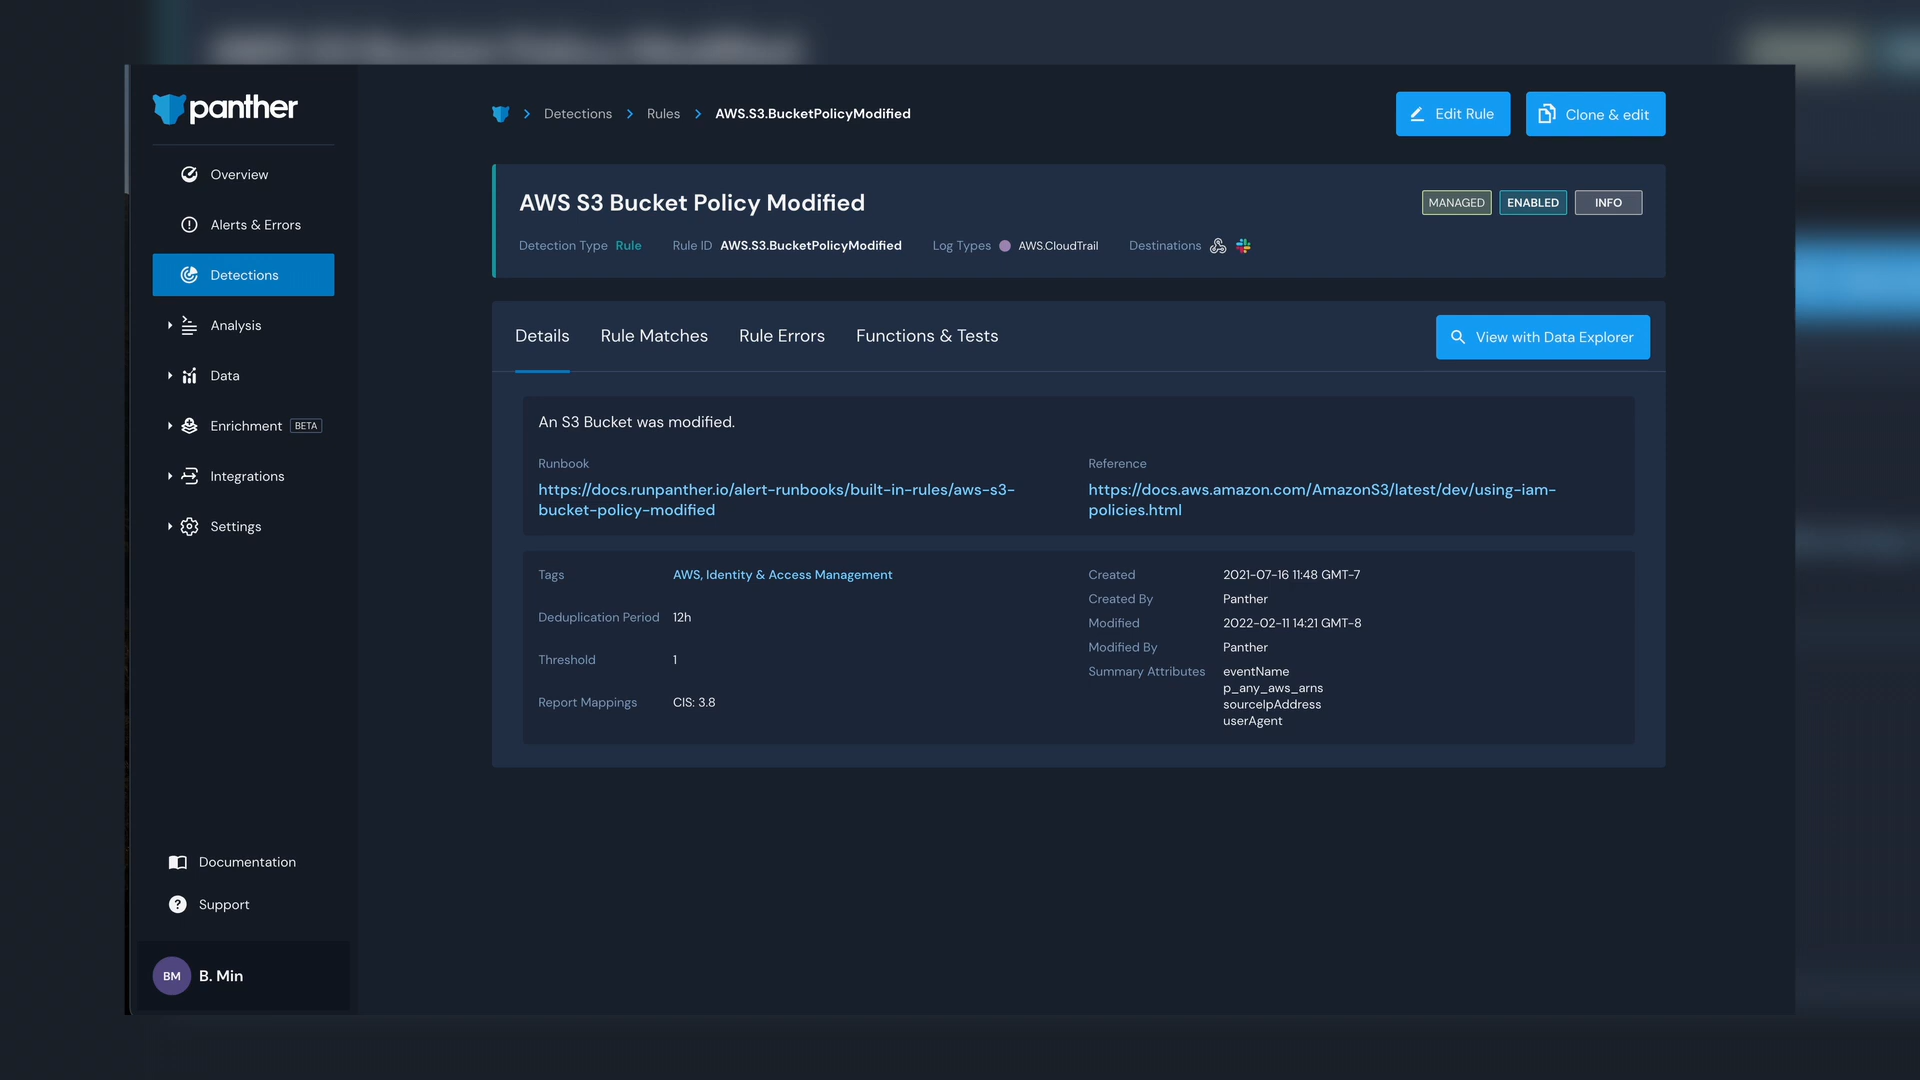 panther
Overview
Alerts & Errors
Detections
Analysis
Data
Enrichment BETA
Integrations
Settings
Documentation
Support
BM B. Min
Detections Rules AWS.S3.BucketPolicyModified
Edit Rule
Clone & edit
AWS S3 Bucket Policy Modified
MANAGED ENABLED INFO
Detection Type Rule Rule ID AWS.S3.BucketPolicyModified Log Types AWS.CloudTrail Destinations
Details Rule Matches Rule Errors Functions & Tests
View with Data Explorer
An S3 Bucket was modified.
Runbook
https://docs.runpanther.io/alert-runbooks/built-in-rules/aws-s3-
bucket-policy-modified
Reference
https://docs.aws.amazon.com/AmazonS3/latest/dev/using-iam-
policies.html
Tags AWS, Identity & Access Management
Deduplication Period 12h
Threshold 1
Report Mappings CIS: 3.8
Created 2021-07-16 11:48 GMT-7
Created By Panther
Modified 2022-02-11 14:21 GMT-8
Modified By Panther
Summary Attributes eventName
p_any_aws_arns
sourceIpAddress
userAgent